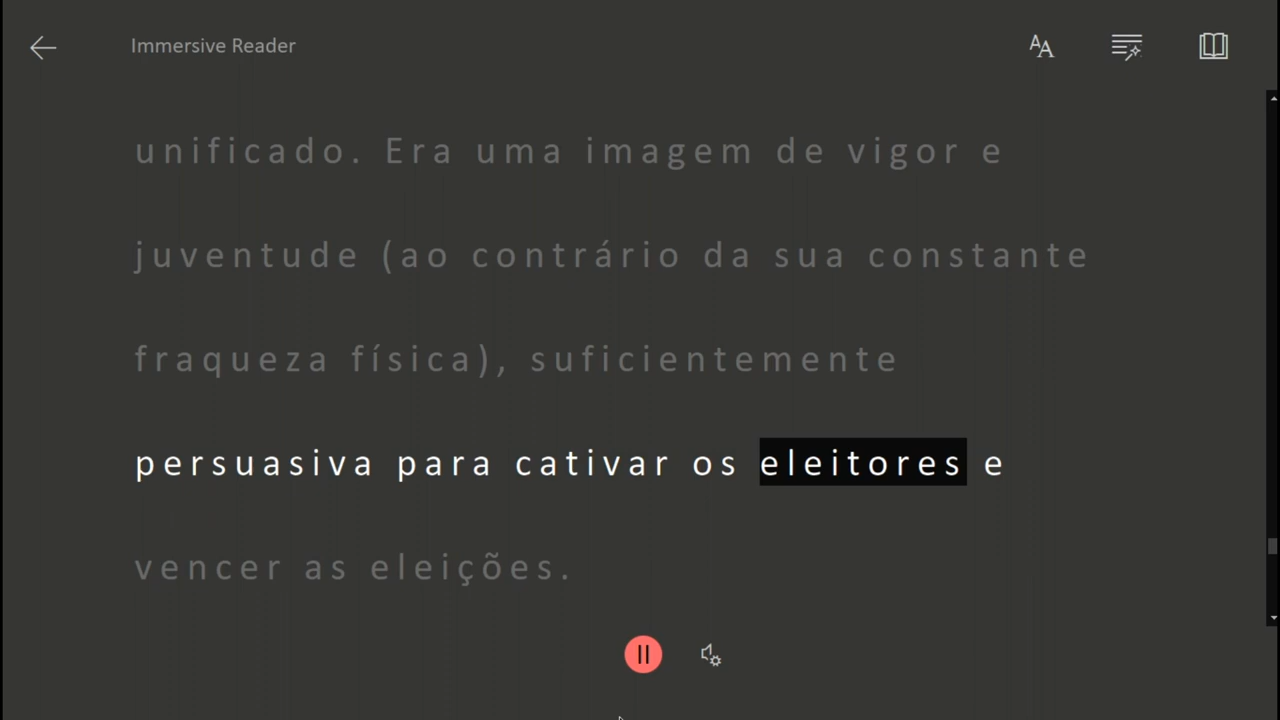 Immersive Reader
unificado. Era uma imagem de vigor e
juventude (ao contrário da sua constante
fraqueza física), suficientemente
persuasiva para cativar os eleitores e
vencer as eleições.